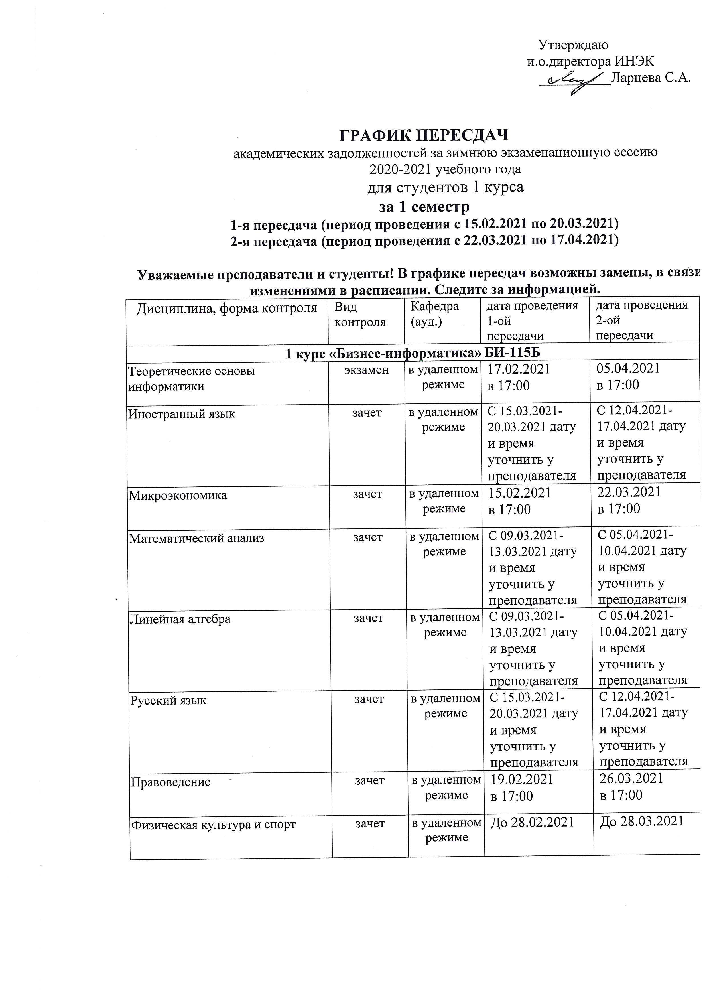 Утверждаю
и.о.директора ИНЭК
Ларцева С.А.
ГРАФИК ПЕРЕСДАЧ
академических задолженностей за зимнюю экзаменационную сессию
2020-2021 учебного года
для студентов 1 курса
за 1 семестр
1-я пересдача (период проведения с 15.02.2021 по 20.03.2021)
2-я пересдача (период проведения с 22.03.2021 по 17.04.2021)
Уважаемые преподаватели и студенты! В графике пересдач возможны замены, в связи
изменениями в расписании. Следите за информацией.
Дисциплина, форма контроля
Вид
контроля
Кафедра
(ауд.)
дата проведения
1-ой
пересдачи
дата проведения
2-ой
пересдачи
1 курс «Бизнес-информатика» БИ-115Б
Теоретические основы
информатики
экзамен
в удаленном
режиме
17.02.2021
в 17:00
05.04.2021
в 17:00
Иностранный язык
зачет
в удаленном
режиме
С 15.03.2021-
20.03.2021 дату
и время
уточнить у
преподавателя
С 12.04.2021-
17.04.2021 дату
и время
уточнить у
преподавателя
Микроэкономика
зачет
в удаленном
режиме
15.02.2021
в 17:00
22.03.2021
в 17:00
Математический анализ
зачет
в удаленном
режиме
С 09.03.2021-
13.03.2021 дату
и время
уточнить у
преподавателя
С 05.04.2021-
10.04.2021 дату
и время
уточнить у
преподавателя
Линейная алгебра
зачет
в удаленном
режиме
С 09.03.2021-
13.03.2021 дату
и время
уточнить у
преподавателя
С 05.04.2021-
10.04.2021 дату
и время
уточнить у
преподавателя
Русский язык
зачет
в удаленном
режиме
С 15.03.2021-
20.03.2021 дату
и время
уточнить у
преподавателя
С 12.04.2021-
17.04.2021 дату
и время
уточнить у
преподавателя
Правоведение
зачет
в удаленном
режиме
19.02.2021
в 17:00
26.03.2021
в 17:00
Физическая культура и спорт
зачет
в удаленном
режиме
До 28.02.2021
До 28.03.2021